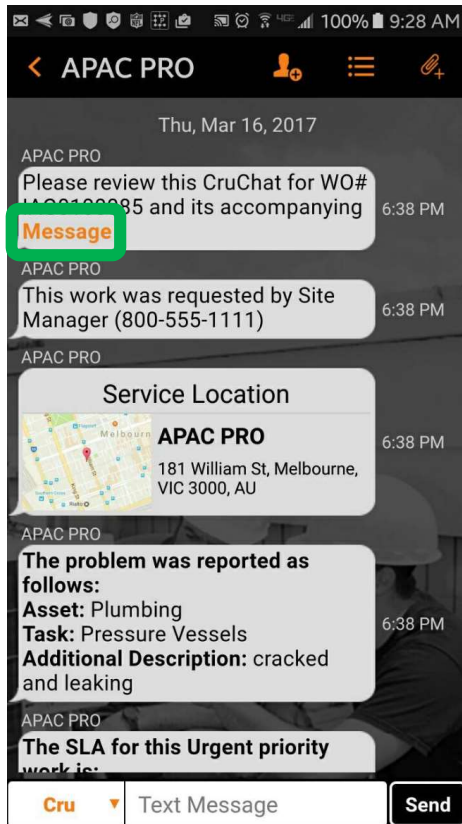 100% 9:28 AM
APAC PRO
Thu, Mar 16, 2017
APAC PRO
Please review this CruChat for WO#
85 and its accompanying
Message
6:38 PM
APAC PRO
This work was requested by Site
Manager (800-555-1111)
6:38 PM
APAC PRO
Service Location
Melbourn
APAC PRO
181 William St, Melbourne,
VIC 3000, AU
6:38 PM
APAC PRO
The problem was reported as
follows:
Asset: Plumbing
Task: Pressure Vessels
Additional Description: cracked
and leaking
6:38 PM
APAC PRO
The SLA for this Urgent priority
work is:
Cru
Text Message
Send